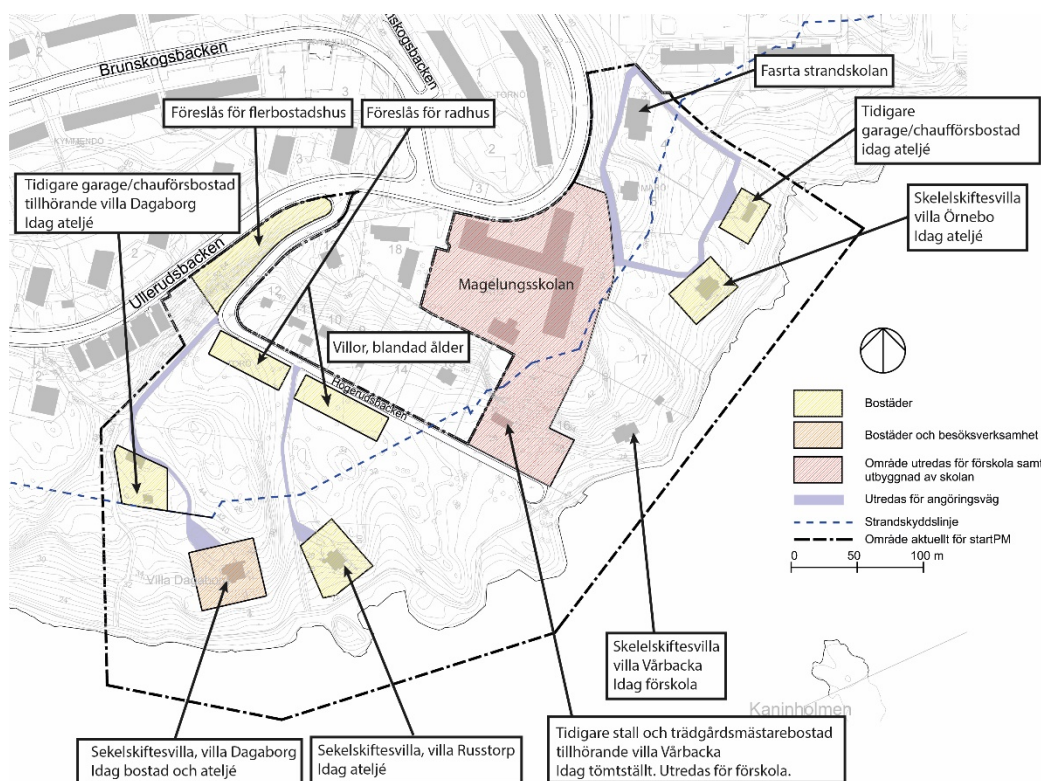 Brunskogsbacken
Brunskogsbacken
Fasrta strandskolan
Föreslås för flerbostadshus
Föreslås för radhus
TORNÖ
KYMMENDÖ
Tidigare
garage/chaufförsbostad
idag ateljé
Tidigare garage/chauförsbostad
tillhörande villa Dagaborg
Idag ateljé
Skelelskiftesvilla
villa Örnebo
Idag ateljé
Ullerudsbacken
Magelungsskolan
Villor, blandad ålder
Högerudsbacken
Bostäder
Bostäder och besöksverksamhet
Område utredas för förskola samt
utbyggnad av skolan
Utredas för angöringsväg
Strandskyddslinje
Område aktuellt för startPM
0 50 100 m
Villa Dagaborg
Skelelskiftesvilla
villa Vårbacka
Idag förskola
Kaninholmen
Sekelskiftesvilla, villa Dagaborg
Idag bostad och ateljé
Sekelskiftesvilla, villa Russtorp
Idag ateljé
Tidigare stall och trädgårdsmästarebostad
tillhörande villa Vårbacka
Idag tömtställt. Utredas för förskola.